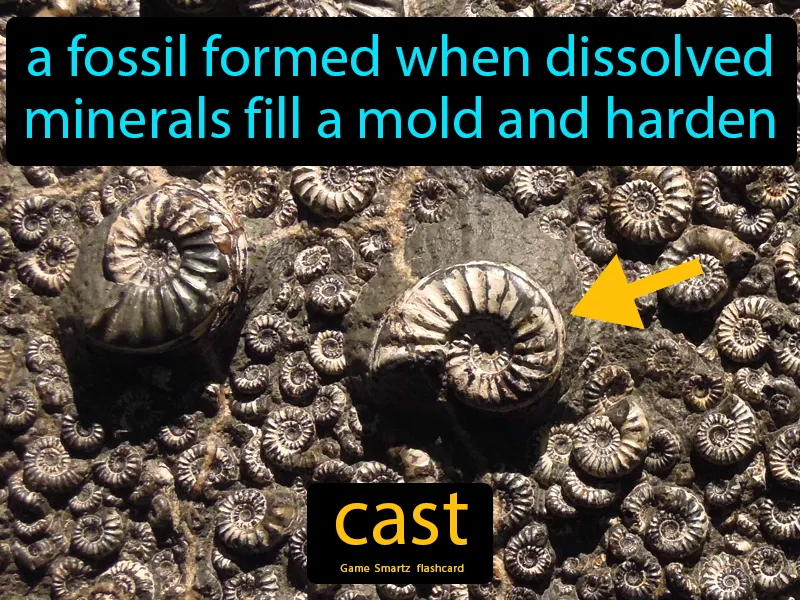 a fossil formed when dissolved
minerals fill a mold and harden
cast
Game Smartz flashcard